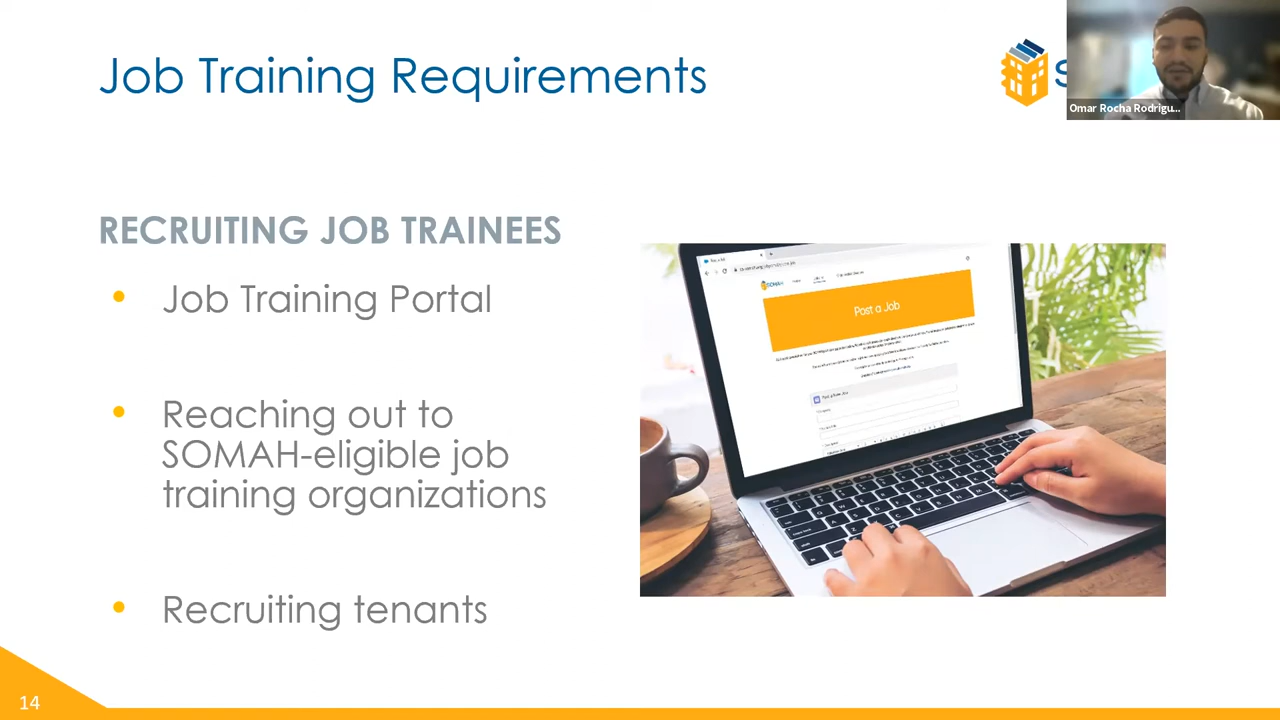 Job Training Requirements
S
Omar Rocha Rodrigu...
RECRUITING JOB TRAINEES
• Job Training Portal
• Reaching out to
SOMAH-eligible job
training organizations
• Recruiting tenants
SOMAH
Post a Job
14